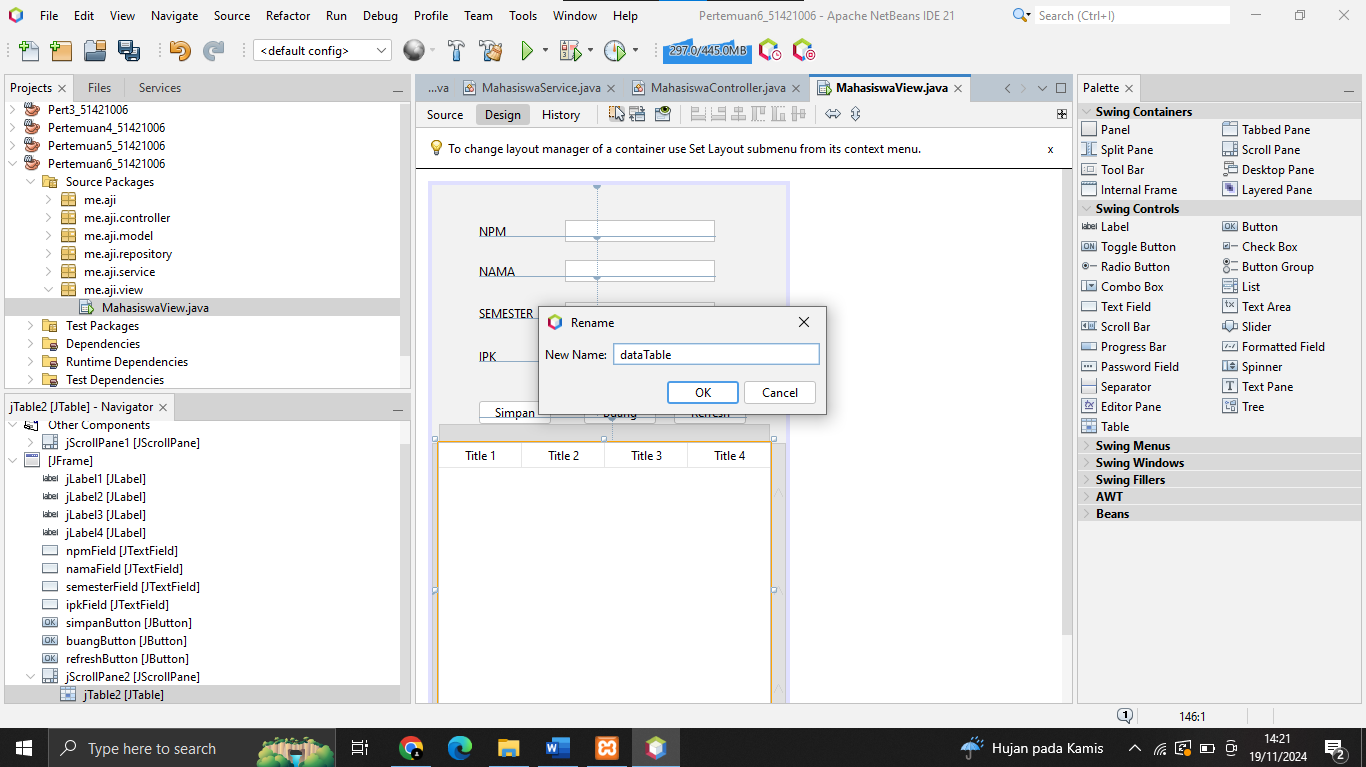 File Edit View Navigate Source Refactor Run Debug Profile Team Tools Window Help
Pertemuan6_51421006 - Apache NetBeans IDE 21
Search (Ctrl+I)
<default config>
297.0/445.0MB
Projects Files Services
Pert3_51421006
Pertemuan4_51421006
Pertemuan5_51421006
Pertemuan6_51421006
Source Packages
me.aji
me.aji.controller
me.aji.model
me.aji.repository
me.aji.service
me.aji.view
MahasiswaView.java
Test Packages
Dependencies
Runtime Dependencies
Test Dependencies
jTable2 [JTable] - Navigator
Other Components
jScrollPane1 [JScrollPane]
[JFrame]
jLabel1 [JLabel]
jLabel2 [JLabel]
jLabel3 [JLabel]
jLabel4 [JLabel]
npmField [JTextField]
namaField [JTextField]
semesterField [JTextField]
ipkField [JTextField]
simpanButton [JButton]
buangButton [JButton]
refreshButton [JButton]
jScrollPane2 [JScrollPane]
jTable2 [JTable]
...va MahasiswaService.java MahasiswaController.java MahasiswaView.java
Source Design History
To change layout manager of a container use Set Layout submenu from its context menu. x
NPM
NAMA
SEMESTER
IPK
Simpan Buang Refresh
Title 1 Title 2 Title 3 Title 4
Rename
New Name: dataTable
OK Cancel
Palette
Swing Containers
Panel Tabbed Pane
Split Pane Scroll Pane
Tool Bar Desktop Pane
Internal Frame Layered Pane
Swing Controls
Label Button
Toggle Button Check Box
Radio Button Button Group
Combo Box List
Text Field Text Area
Scroll Bar Slider
Progress Bar Formatted Field
Password Field Spinner
Separator Text Pane
Editor Pane Tree
Table
Swing Menus
Swing Windows
Swing Fillers
AWT
Beans
1 146:1
Type here to search
Hujan pada Kamis
14:21
19/11/2024
2